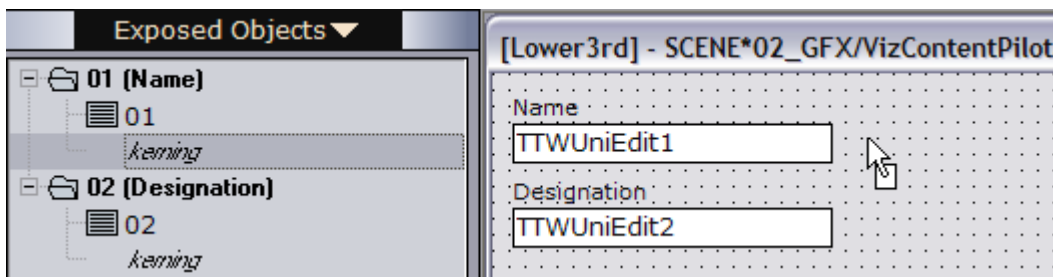 Exposed Objects
01 (Name)
01
kerning
02 (Designation)
02
kerning
[Lower3rd] - SCENE*02_GFX/VizContentPilot
Name
TTWUniEdit1
Designation
TTWUniEdit2